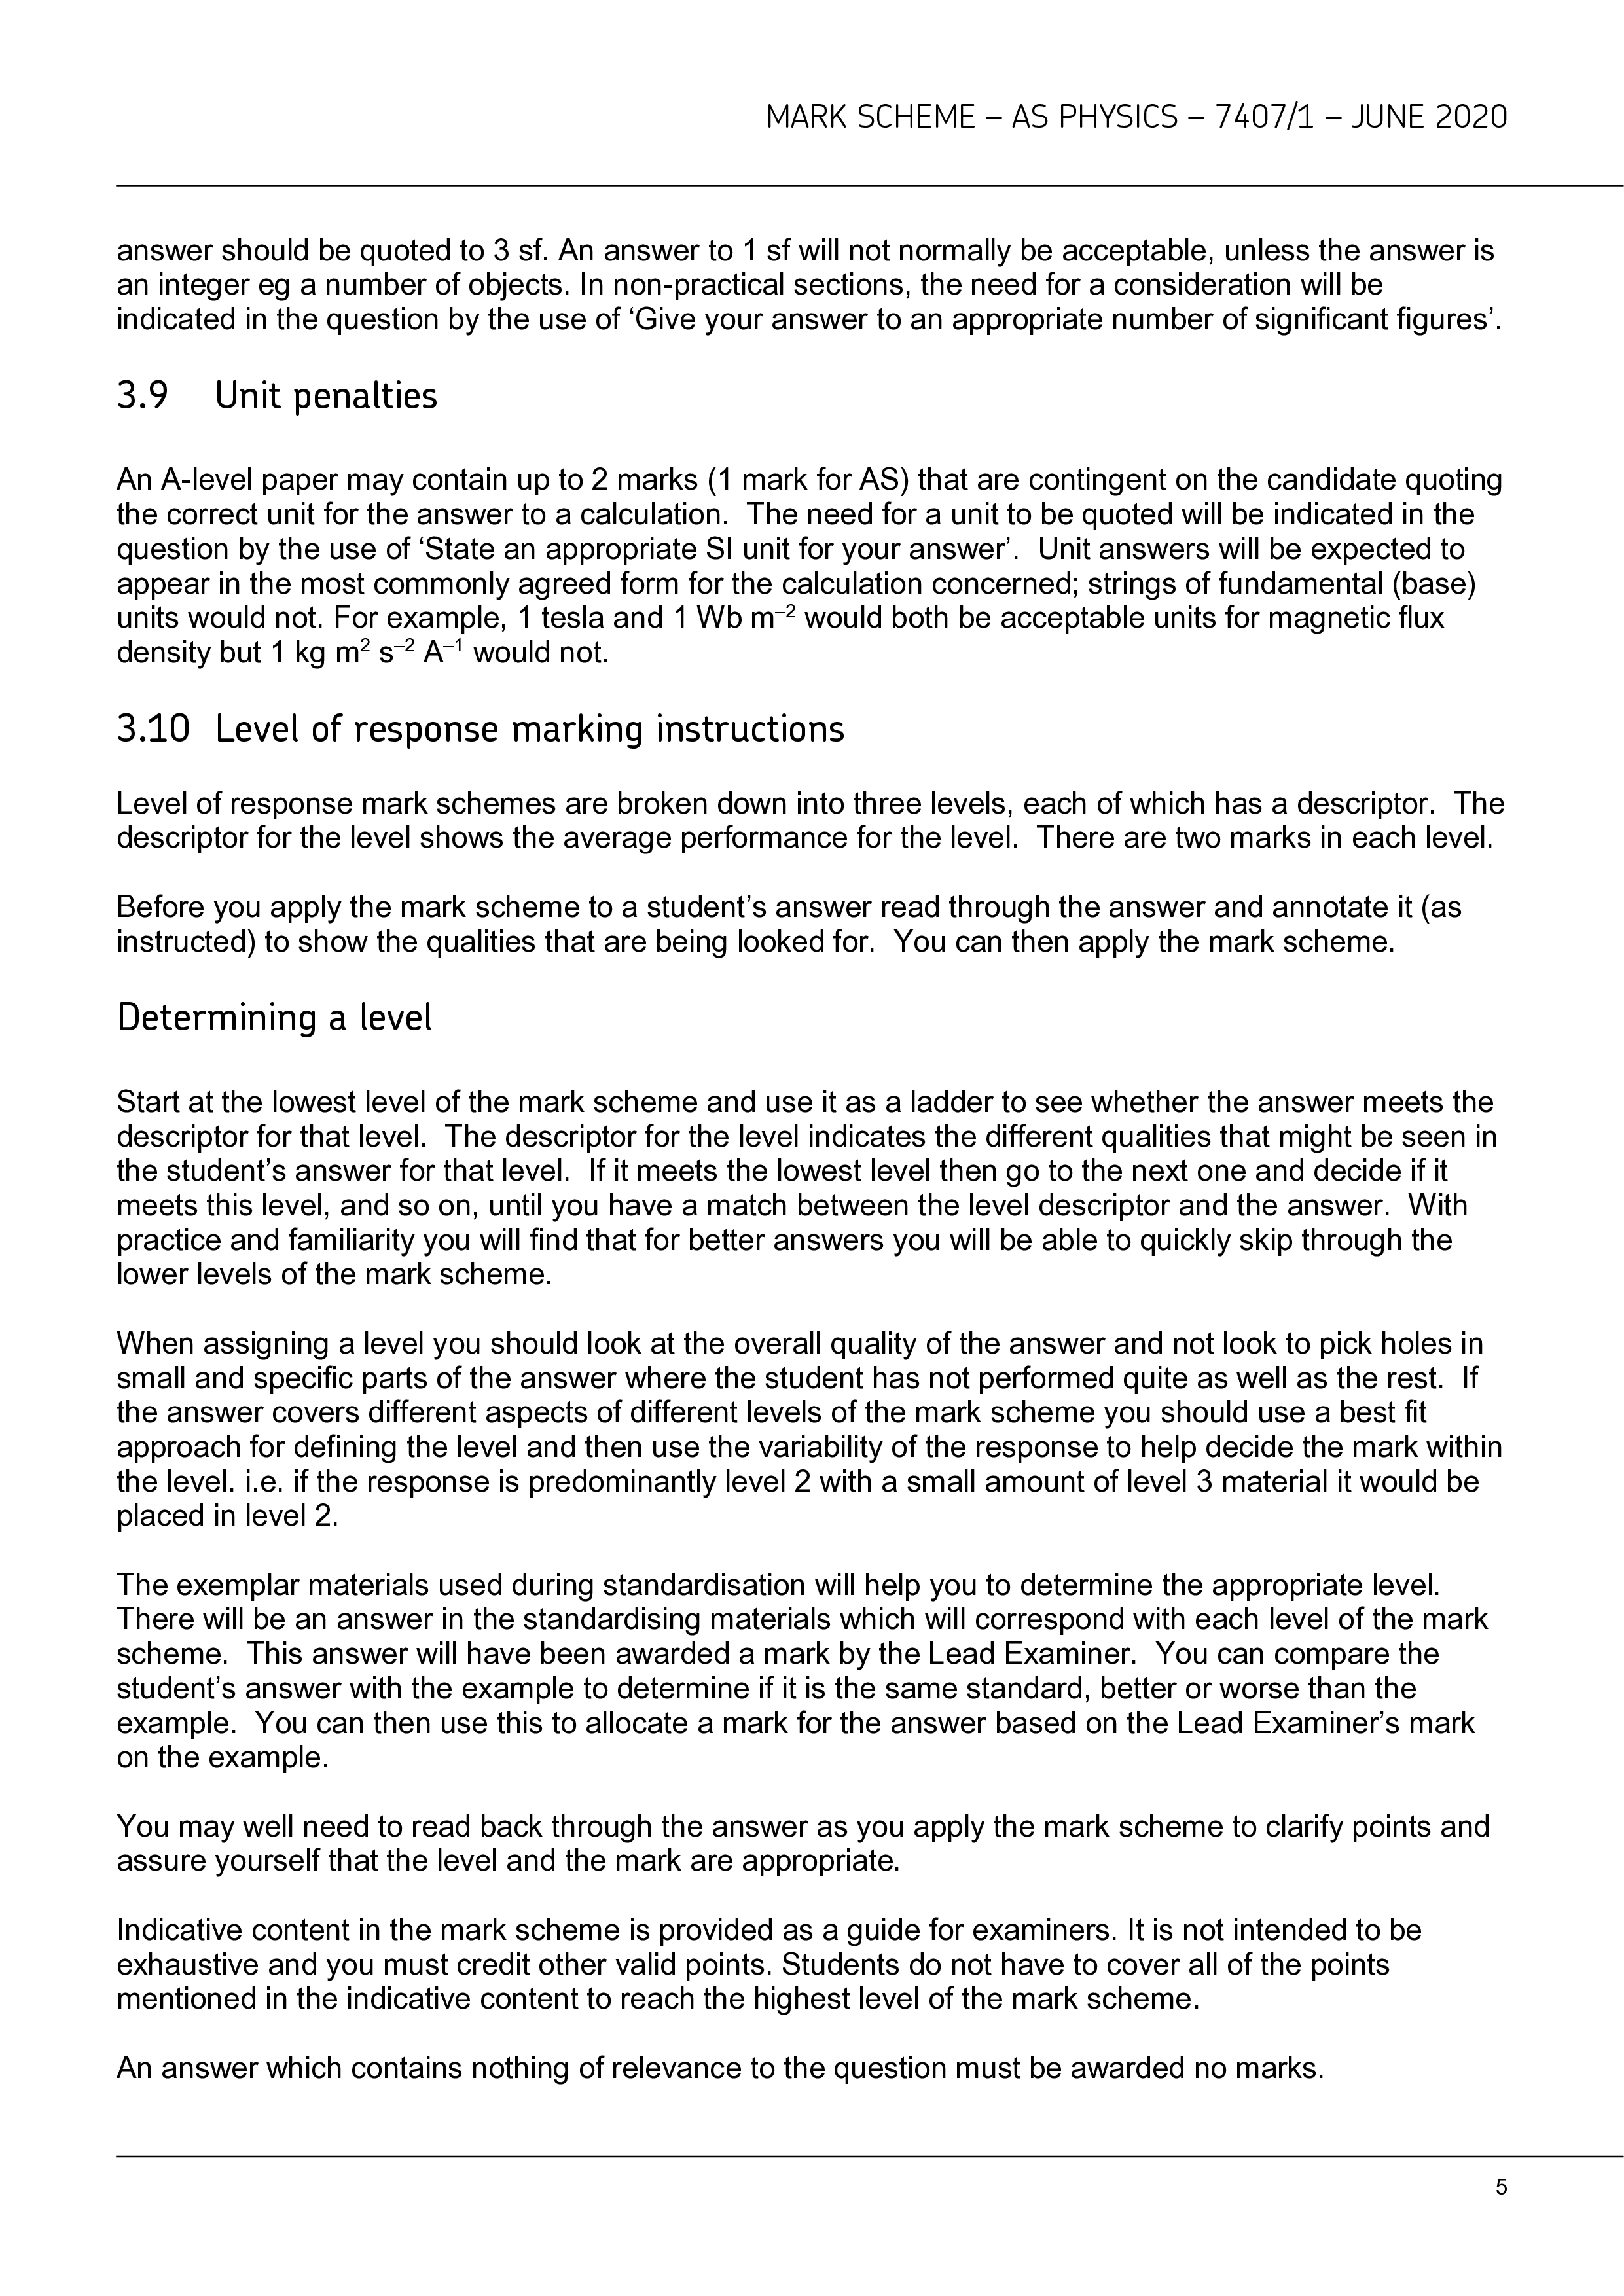 MARK SCHEME – AS PHYSICS – 7407/1 – JUNE 2020
answer should be quoted to 3 sf. An answer to 1 sf will not normally be acceptable, unless the answer is
an integer eg a number of objects. In non-practical sections, the need for a consideration will be
indicated in the question by the use of ‘Give your answer to an appropriate number of significant figures’.
3.9 Unit penalties
An A-level paper may contain up to 2 marks (1 mark for AS) that are contingent on the candidate quoting
the correct unit for the answer to a calculation. The need for a unit to be quoted will be indicated in the
question by the use of ‘State an appropriate SI unit for your answer’. Unit answers will be expected to
appear in the most commonly agreed form for the calculation concerned; strings of fundamental (base)
units would not. For example, 1 tesla and 1 Wb m⁻² would both be acceptable units for magnetic flux
density but 1 kg m² s⁻² A⁻¹ would not.
3.10 Level of response marking instructions
Level of response mark schemes are broken down into three levels, each of which has a descriptor. The
descriptor for the level shows the average performance for the level. There are two marks in each level.
Before you apply the mark scheme to a student’s answer read through the answer and annotate it (as
instructed) to show the qualities that are being looked for. You can then apply the mark scheme.
Determining a level
Start at the lowest level of the mark scheme and use it as a ladder to see whether the answer meets the
descriptor for that level. The descriptor for the level indicates the different qualities that might be seen in
the student’s answer for that level. If it meets the lowest level then go to the next one and decide if it
meets this level, and so on, until you have a match between the level descriptor and the answer. With
practice and familiarity you will find that for better answers you will be able to quickly skip through the
lower levels of the mark scheme.
When assigning a level you should look at the overall quality of the answer and not look to pick holes in
small and specific parts of the answer where the student has not performed quite as well as the rest. If
the answer covers different aspects of different levels of the mark scheme you should use a best fit
approach for defining the level and then use the variability of the response to help decide the mark within
the level. i.e. if the response is predominantly level 2 with a small amount of level 3 material it would be
placed in level 2.
The exemplar materials used during standardisation will help you to determine the appropriate level.
There will be an answer in the standardising materials which will correspond with each level of the mark
scheme. This answer will have been awarded a mark by the Lead Examiner. You can compare the
student’s answer with the example to determine if it is the same standard, better or worse than the
example. You can then use this to allocate a mark for the answer based on the Lead Examiner’s mark
on the example.
You may well need to read back through the answer as you apply the mark scheme to clarify points and
assure yourself that the level and the mark are appropriate.
Indicative content in the mark scheme is provided as a guide for examiners. It is not intended to be
exhaustive and you must credit other valid points. Students do not have to cover all of the points
mentioned in the indicative content to reach the highest level of the mark scheme.
An answer which contains nothing of relevance to the question must be awarded no marks.
5